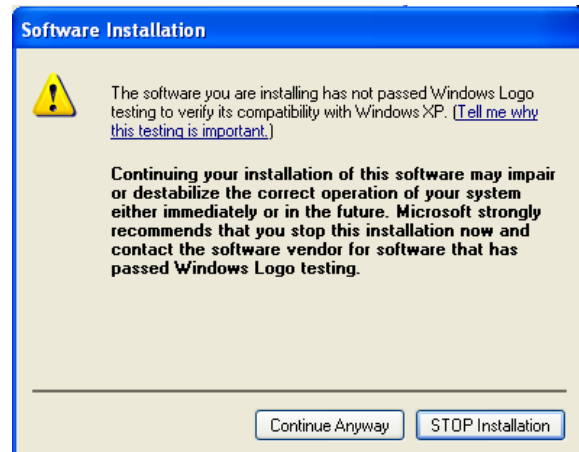 Software Installation
The software you are installing has not passed Windows Logo
testing to verify its compatibility with Windows XP. (Tell me why
this testing is important.)
Continuing your installation of this software may impair
or destabilize the correct operation of your system
either immediately or in the future. Microsoft strongly
recommends that you stop this installation now and
contact the software vendor for software that has
passed Windows Logo testing.
Continue Anyway
STOP Installation